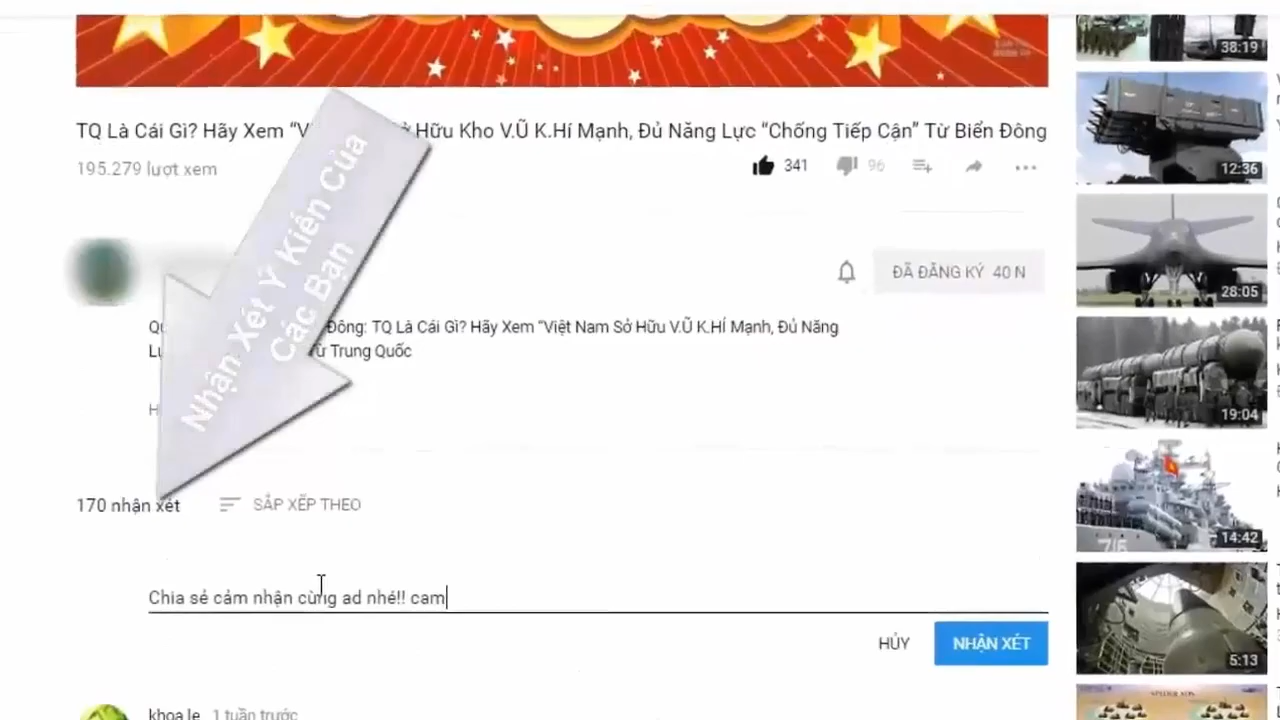 38:19
TQ Là Cái Gì? Hãy Xem “V ở Hữu Kho V.Ũ K.Hí Mạnh, Đủ Năng Lực “Chống Tiếp Cận” Từ Biển Đông
195.279 lượt xem
341
96
12:36
Nhận Xét Ý Kiến Của
Các Bạn
ĐÃ ĐĂNG KÝ 40 N
28:05
Đông: TQ Là Cái Gì? Hãy Xem “Việt Nam Sở Hữu V.Ũ K.HÍ Mạnh, Đủ Năng
Trung Quốc
19:04
170 nhận xét
SẮP XẾP THEO
14:42
Chia sẻ cảm nhận cùng ad nhé!! cam
HỦY
NHẬN XÉT
5:13
khoa le 1 tuần trước